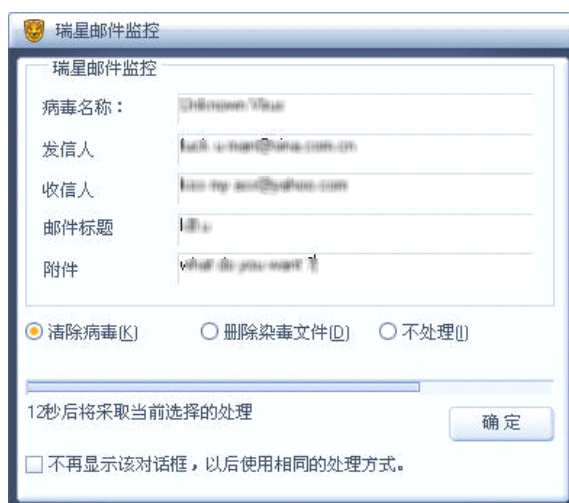 瑞星邮件监控
瑞星邮件监控
病毒名称：
发信人
收信人
邮件标题
附件 what do you want ?
清除病毒(K) 删除染毒文件(D) 不处理(I)
12秒后将采取当前选择的处理
确定
不再显示该对话框，以后使用相同的处理方式。